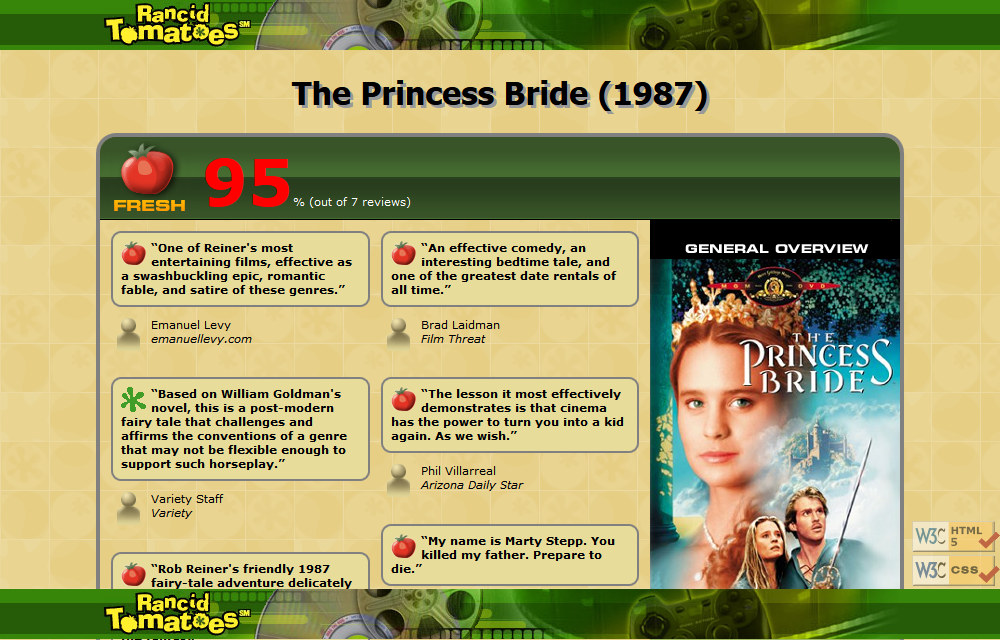 Rancid
Tomatoes SM
The Princess Bride (1987)
FRESH
95% (out of 7 reviews)
“One of Reiner's most
entertaining films, effective as
a swashbuckling epic, romantic
fable, and satire of these genres.”
Emanuel Levy
emanuellevy.com
“Based on William Goldman's
novel, this is a post-modern
fairy tale that challenges and
affirms the conventions of a genre
that may not be flexible enough to
support such horseplay.”
Variety Staff
Variety
“Rob Reiner's friendly 1987
fairy-tale adventure delicately
“An effective comedy, an
interesting bedtime tale, and
one of the greatest date rentals of
all time.”
Brad Laidman
Film Threat
“The lesson it most effectively
demonstrates is that cinema
has the power to turn you into a kid
again. As we wish.”
Phil Villarreal
Arizona Daily Star
“My name is Marty Stepp. You
killed my father. Prepare to
die.”
GENERAL OVERVIEW
MGM DVD
THE
PRINCESS
BRIDE
W3C HTML
5
W3C CSS
Rancid
Tomatoes SM